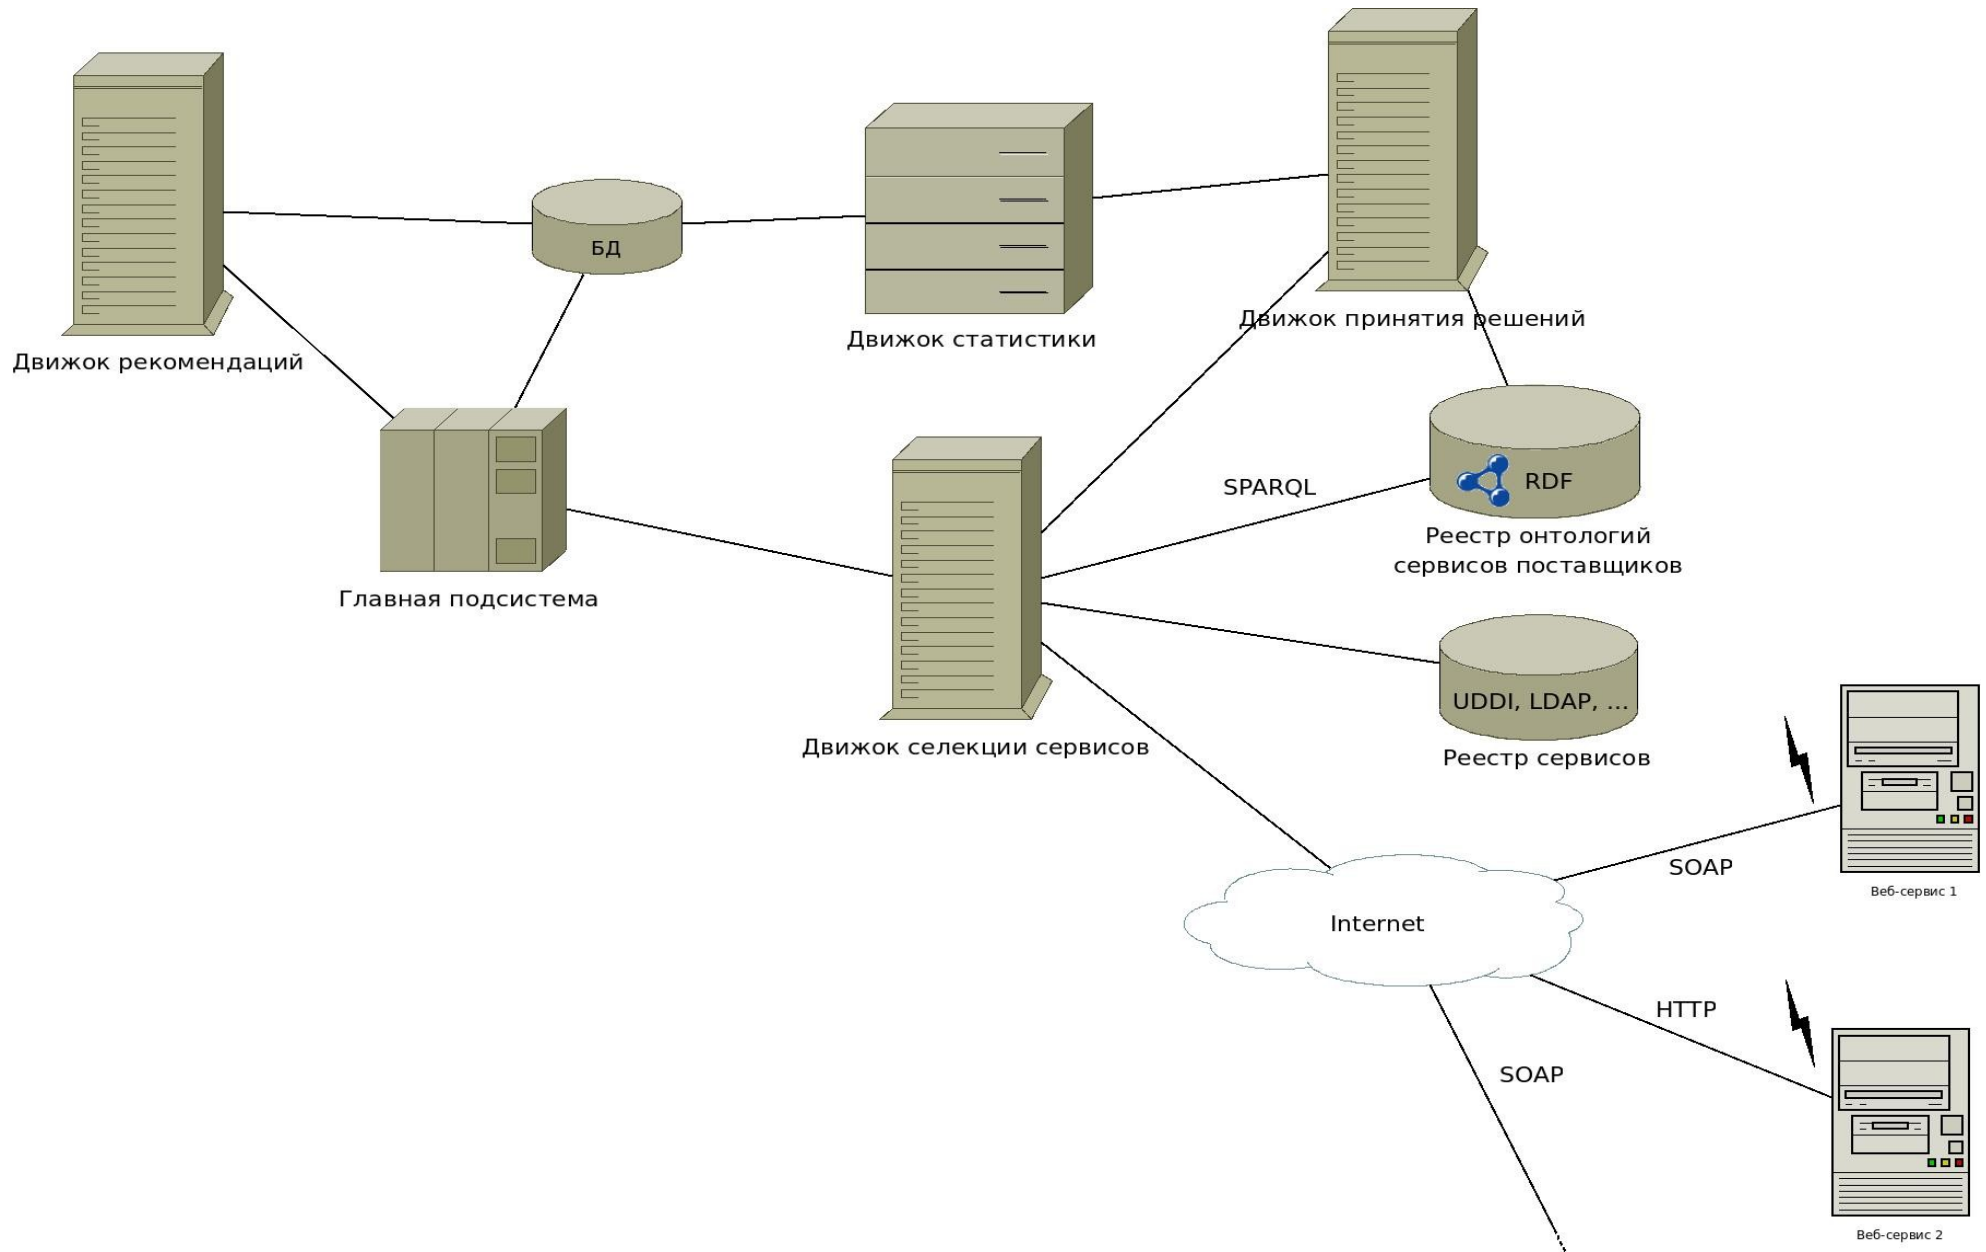 БД
Движок принятия решений
Движок статистики
Движок рекомендаций
SPARQL
RDF
Реестр онтологий
сервисов поставщиков
Главная подсистема
UDDI, LDAP, ...
Движок селекции сервисов
Реестр сервисов
SOAP
Веб-сервис 1
Internet
HTTP
SOAP
Веб-сервис 2